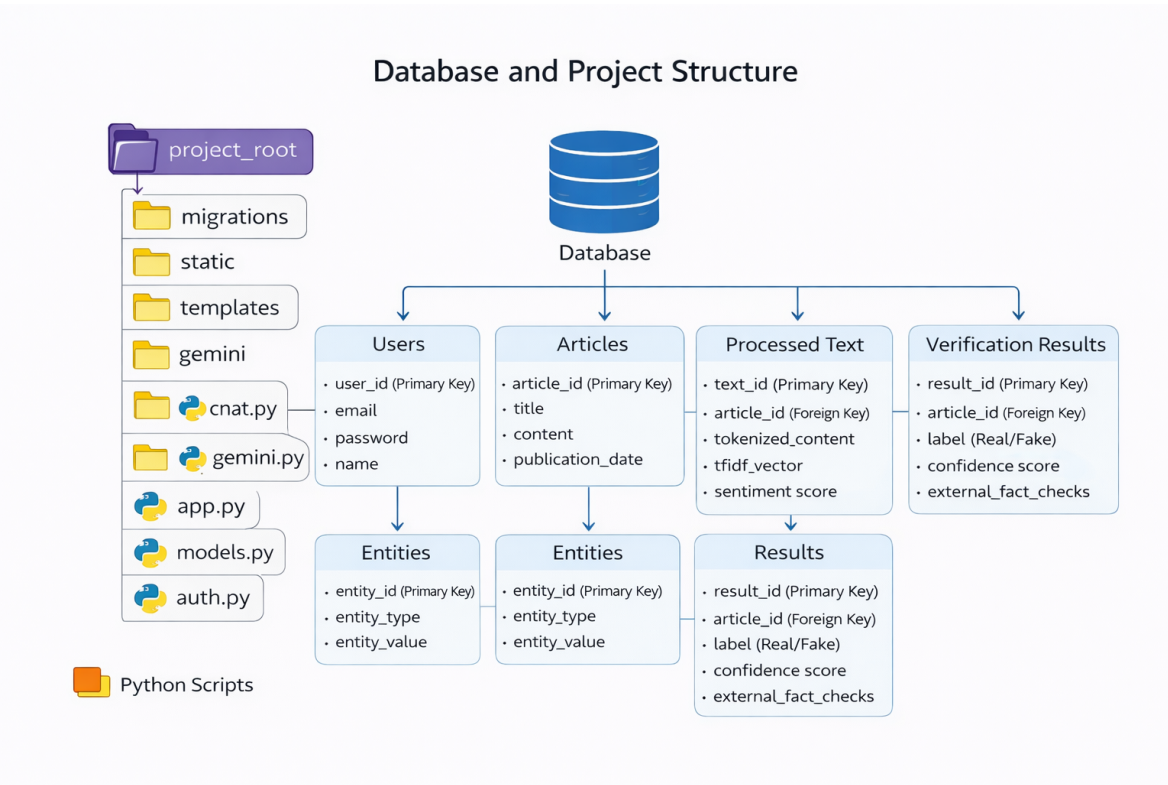 Database and Project Structure
project_root
migrations
static
templates
gemini
cnat.py
gemini.py
app.py
models.py
auth.py
Python Scripts
Database
Users
· user_id (Primary Key)
· email
· password
· name
Articles
· article_id (Primary Key)
· title
· content
· publication_date
Processed Text
· text_id (Primary Key)
· article_id (Foreign Key)
· tokenized_content
· tfidf_vector
· sentiment score
Verification Results
· result_id (Primary Key)
· article_id (Foreign Key)
· label (Real/Fake)
· confidence score
· external_fact_checks
Entities
· entity_id (Primary Key)
· entity_type
· entity_value
Entities
· entity_id (Primary Key)
· entity_type
· entity_value
Results
· result_id (Primary Key)
· article_id (Foreign Key)
· label (Real/Fake)
· confidence score
· external_fact_checks